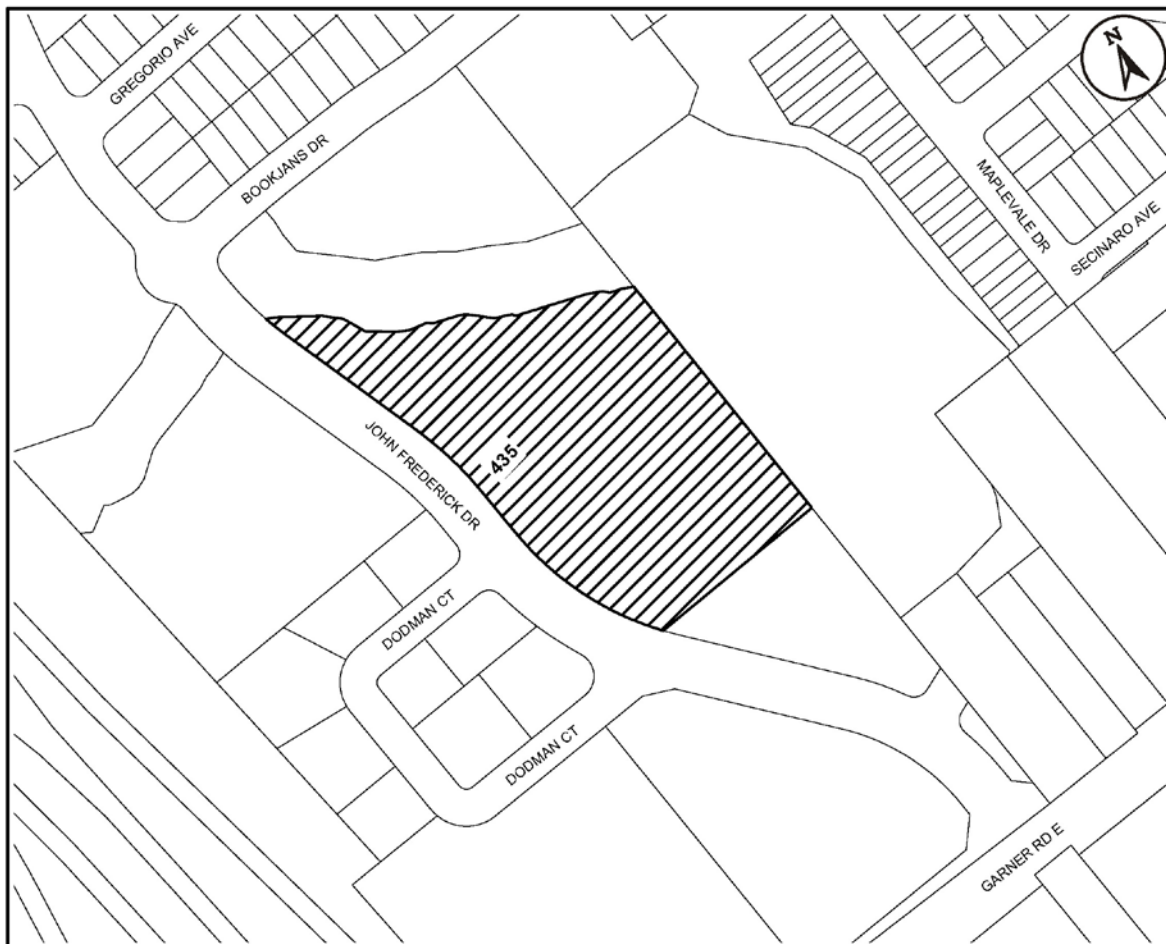 N
GREGORIO AVE
BOOKJANS DR
MAPLEVALE DR
SECINARO AVE
JOHN FREDERICK DR
435
DODMAN CT
DODMAN CT
GARNER RD E